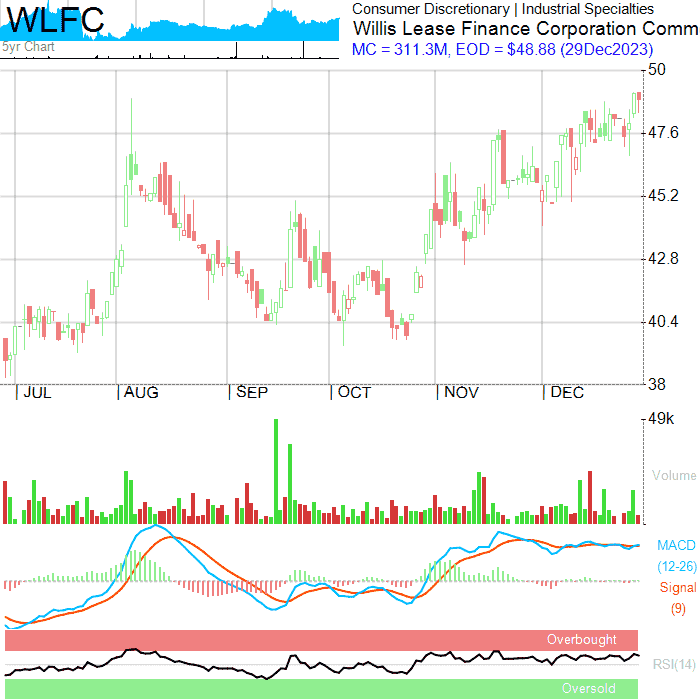 WLFC
5yr Chart
Consumer Discretionary | Industrial Specialties
Willis Lease Finance Corporation Comm
MC = 311.3M, EOD = $48.88 (29Dec2023)
50
47.6
45.2
42.8
40.4
38
JUL AUG SEP OCT NOV DEC
49k
Volume
MACD
(12-26)
Signal
(9)
Overbought
RSI(14)
Oversold